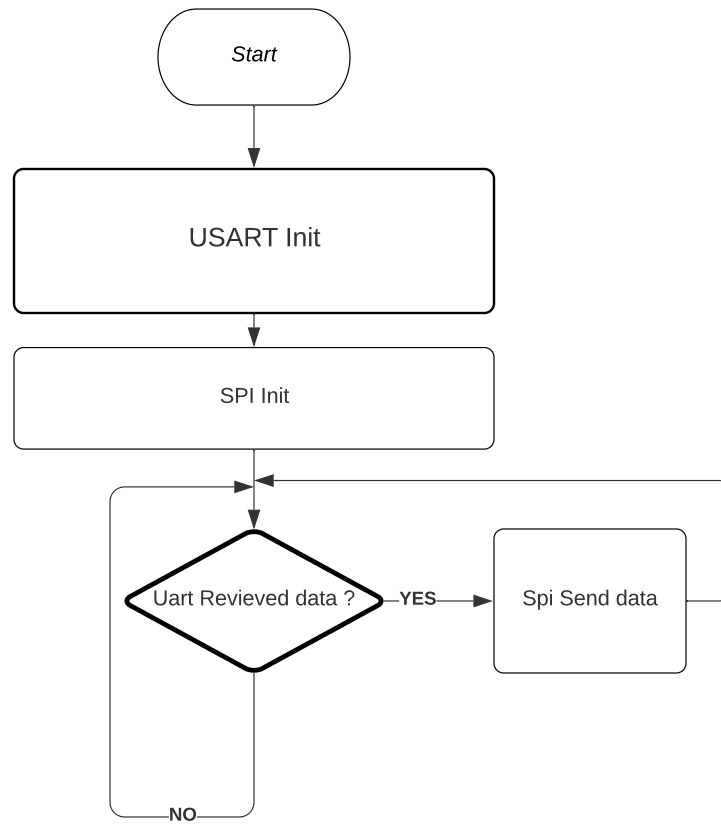 Start
USART Init
SPI Init
Uart Revieved data ?
YES
Spi Send data
NO